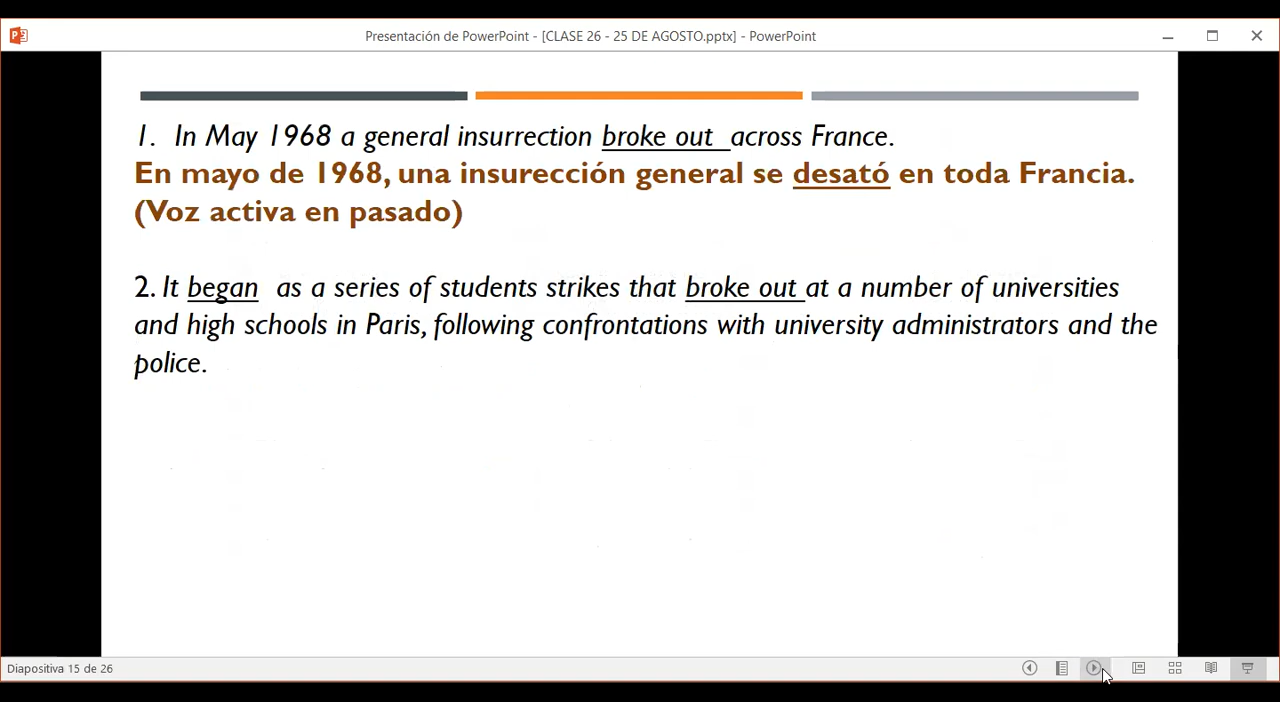 Presentación de PowerPoint - [CLASE 26 - 25 DE AGOSTO.pptx] - PowerPoint
1. In May 1968 a general insurrection broke out across France.
En mayo de 1968, una insurección general se desató en toda Francia.
(Voz activa en pasado)
2. It began as a series of students strikes that broke out at a number of universities
and high schools in Paris, following confrontations with university administrators and the
police.
Diapositiva 15 de 26